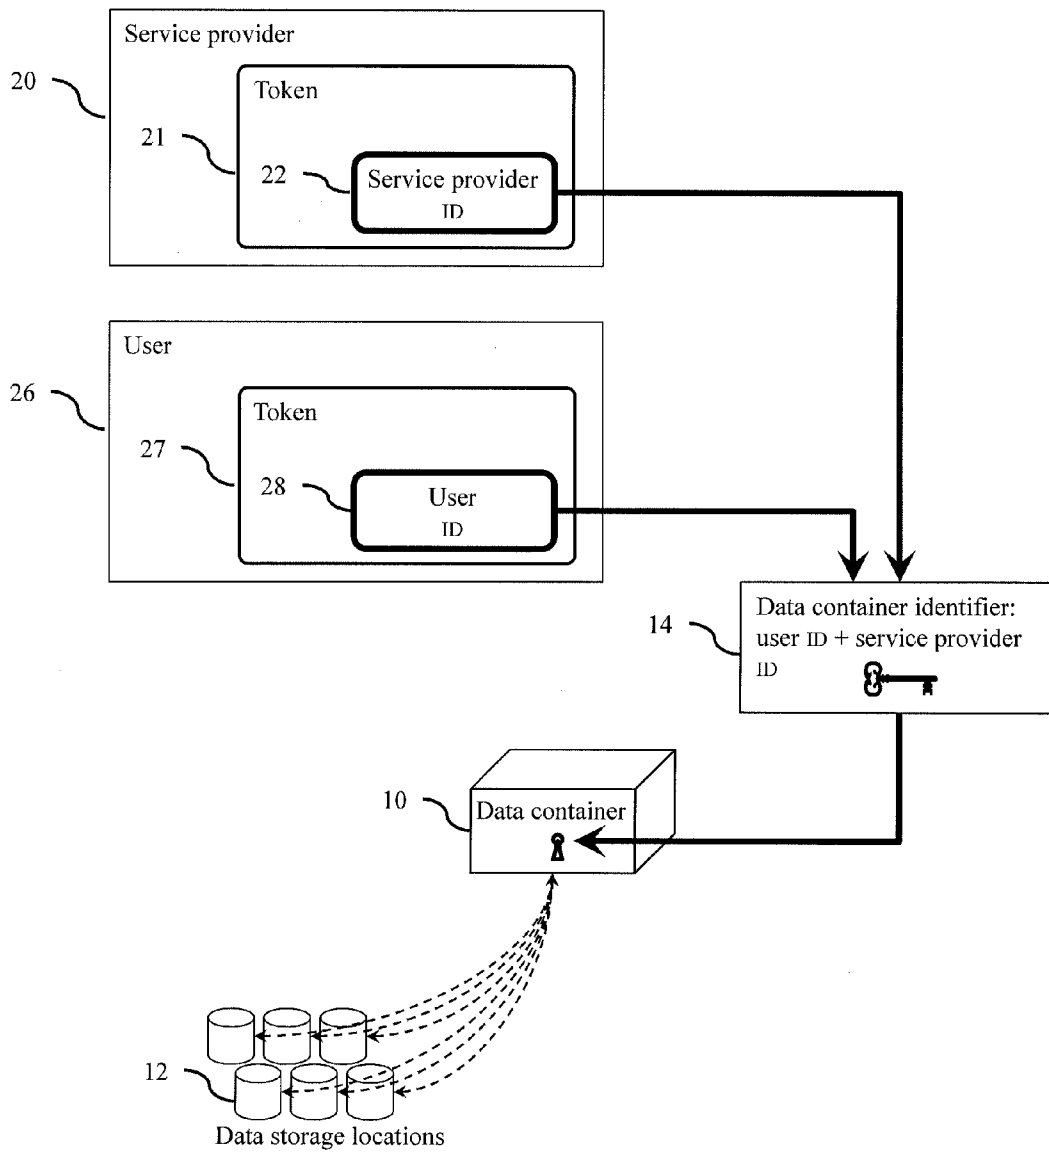 Service provider
20
Token
21
22
Service provider
ID
User
26
Token
27
28
User
ID
14
Data container identifier:
user ID + service provider
ID
10
Data container
12
Data storage locations